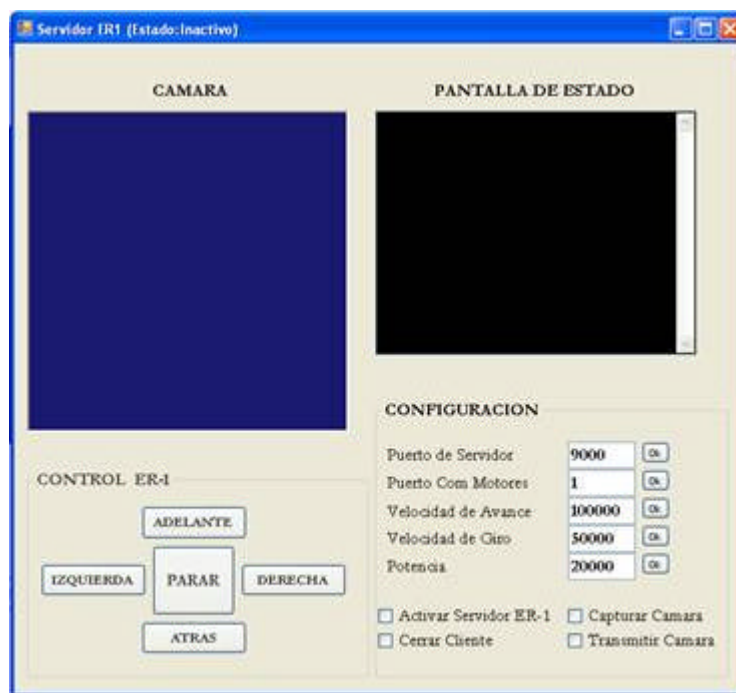 Servidor ER1 (Estado:Inactivo)
CAMARA
PANTALLA DE ESTADO
CONTROL ER-1
ADELANTE
IZQUIERDA
PARAR
DERECHA
ATRAS
CONFIGURACION
Puerto de Servidor 9000 Ok
Puerto Com Motores 1 Ok
Velocidad de Avance 100000 Ok
Velocidad de Giro 50000 Ok
Potencia 20000 Ok
Activar Servidor ER-1
Capturar Camara
Cerrar Cliente
Transmitir Camara